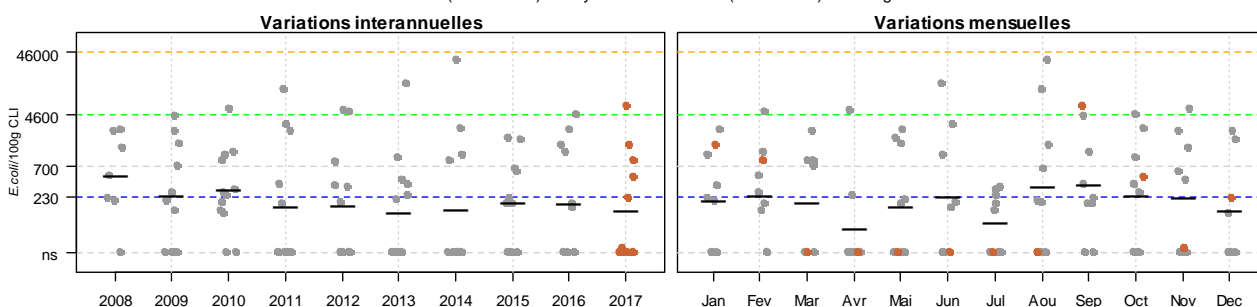 Variations interannuelles
Variations mensuelles
E.coli/100g CLI
46000
4600
700
230
ns
2008 2009 2010 2011 2012 2013 2014 2015 2016 2017
Jan Fev Mar Avr Mai Jun Jul Aou Sep Oct Nov Dec